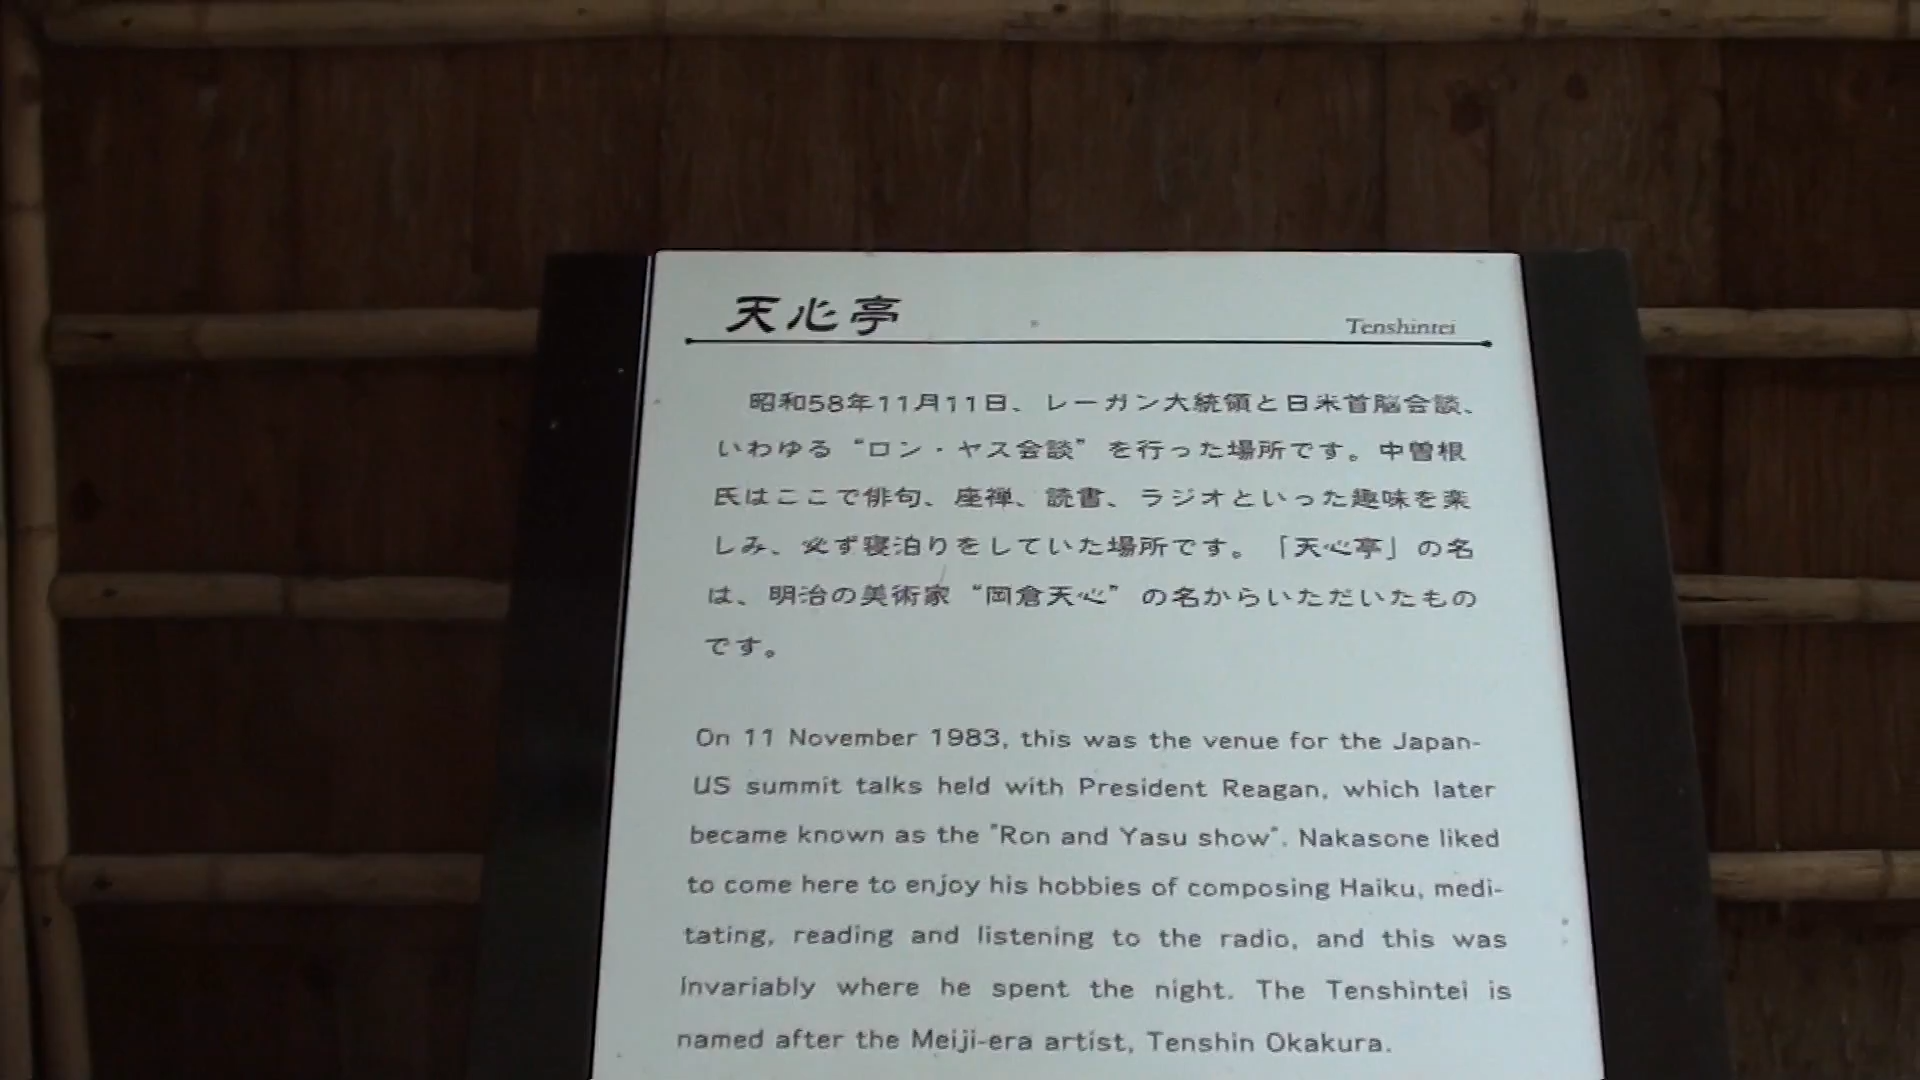 天心亭
Tenshintei
昭和58年11月11日、レーガン大統領と日米首脳会談、
いわゆる“ロン・ヤス会談”を行った場所です。中曽根
氏はここで俳句、座禅、読書、ラジオといった趣味を楽
しみ、必ず寝泊りをしていた場所です。「天心亭」の名
は、明治の美術家“岡倉天心”の名からいただいたもの
です。
On 11 November 1983, this was the venue for the Japan-
US summit talks held with President Reagan, which later
became known as the "Ron and Yasu show". Nakasone liked
to come here to enjoy his hobbies of composing Haiku, medi-
tating, reading and listening to the radio, and this was
invariably where he spent the night. The Tenshintei is
named after the Meiji-era artist, Tenshin Okakura.